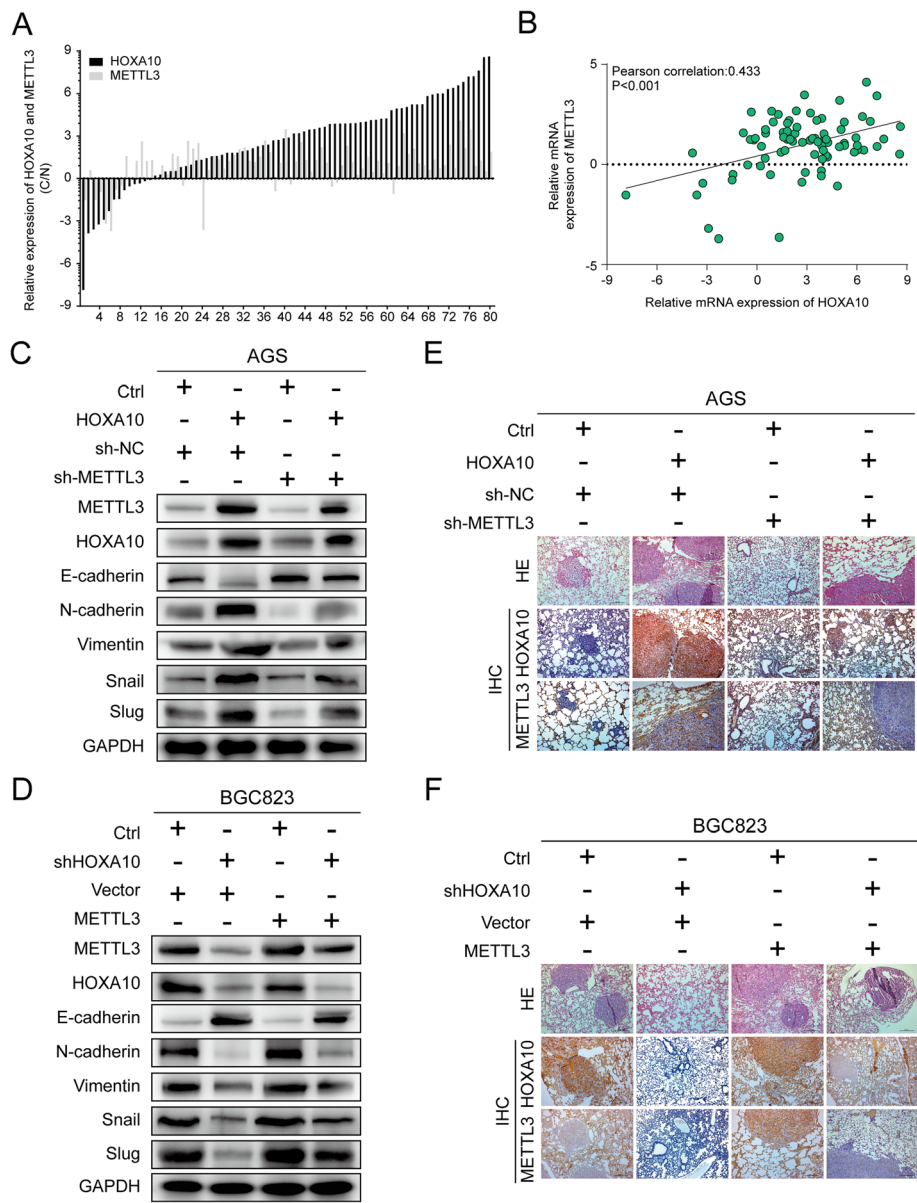 A
Relative expression of HOXA10 and METTL3
(C/N)
9
6
3
0
-3
-6
-9
HOXA10
METTL3
4 8 12 16 20 24 28 32 36 40 44 48 52 56 60 64 68 72 76 80
B
Pearson correlation:0.433
P<0.001
Relative mRNA
expression of METTL3
5
0
-5
-9 -6 -3 0 3 6 9
Relative mRNA expression of HOXA10
C
AGS
Ctrl + - + -
HOXA10 - + - +
sh-NC + + - -
sh-METTL3 - - + +
METTL3
HOXA10
E-cadherin
N-cadherin
Vimentin
Snail
Slug
GAPDH
E
AGS
Ctrl + - + -
HOXA10 - + - +
sh-NC + + - -
sh-METTL3 - - + +
HE
IHC
HOXA10
METTL3
D
BGC823
Ctrl + - + -
shHOXA10 - + - +
Vector + + - -
METTL3 - - + +
METTL3
HOXA10
E-cadherin
N-cadherin
Vimentin
Snail
Slug
GAPDH
F
BGC823
Ctrl + - + -
shHOXA10 - + - +
Vector + + - -
METTL3 - - + +
HE
IHC
HOXA10
METTL3